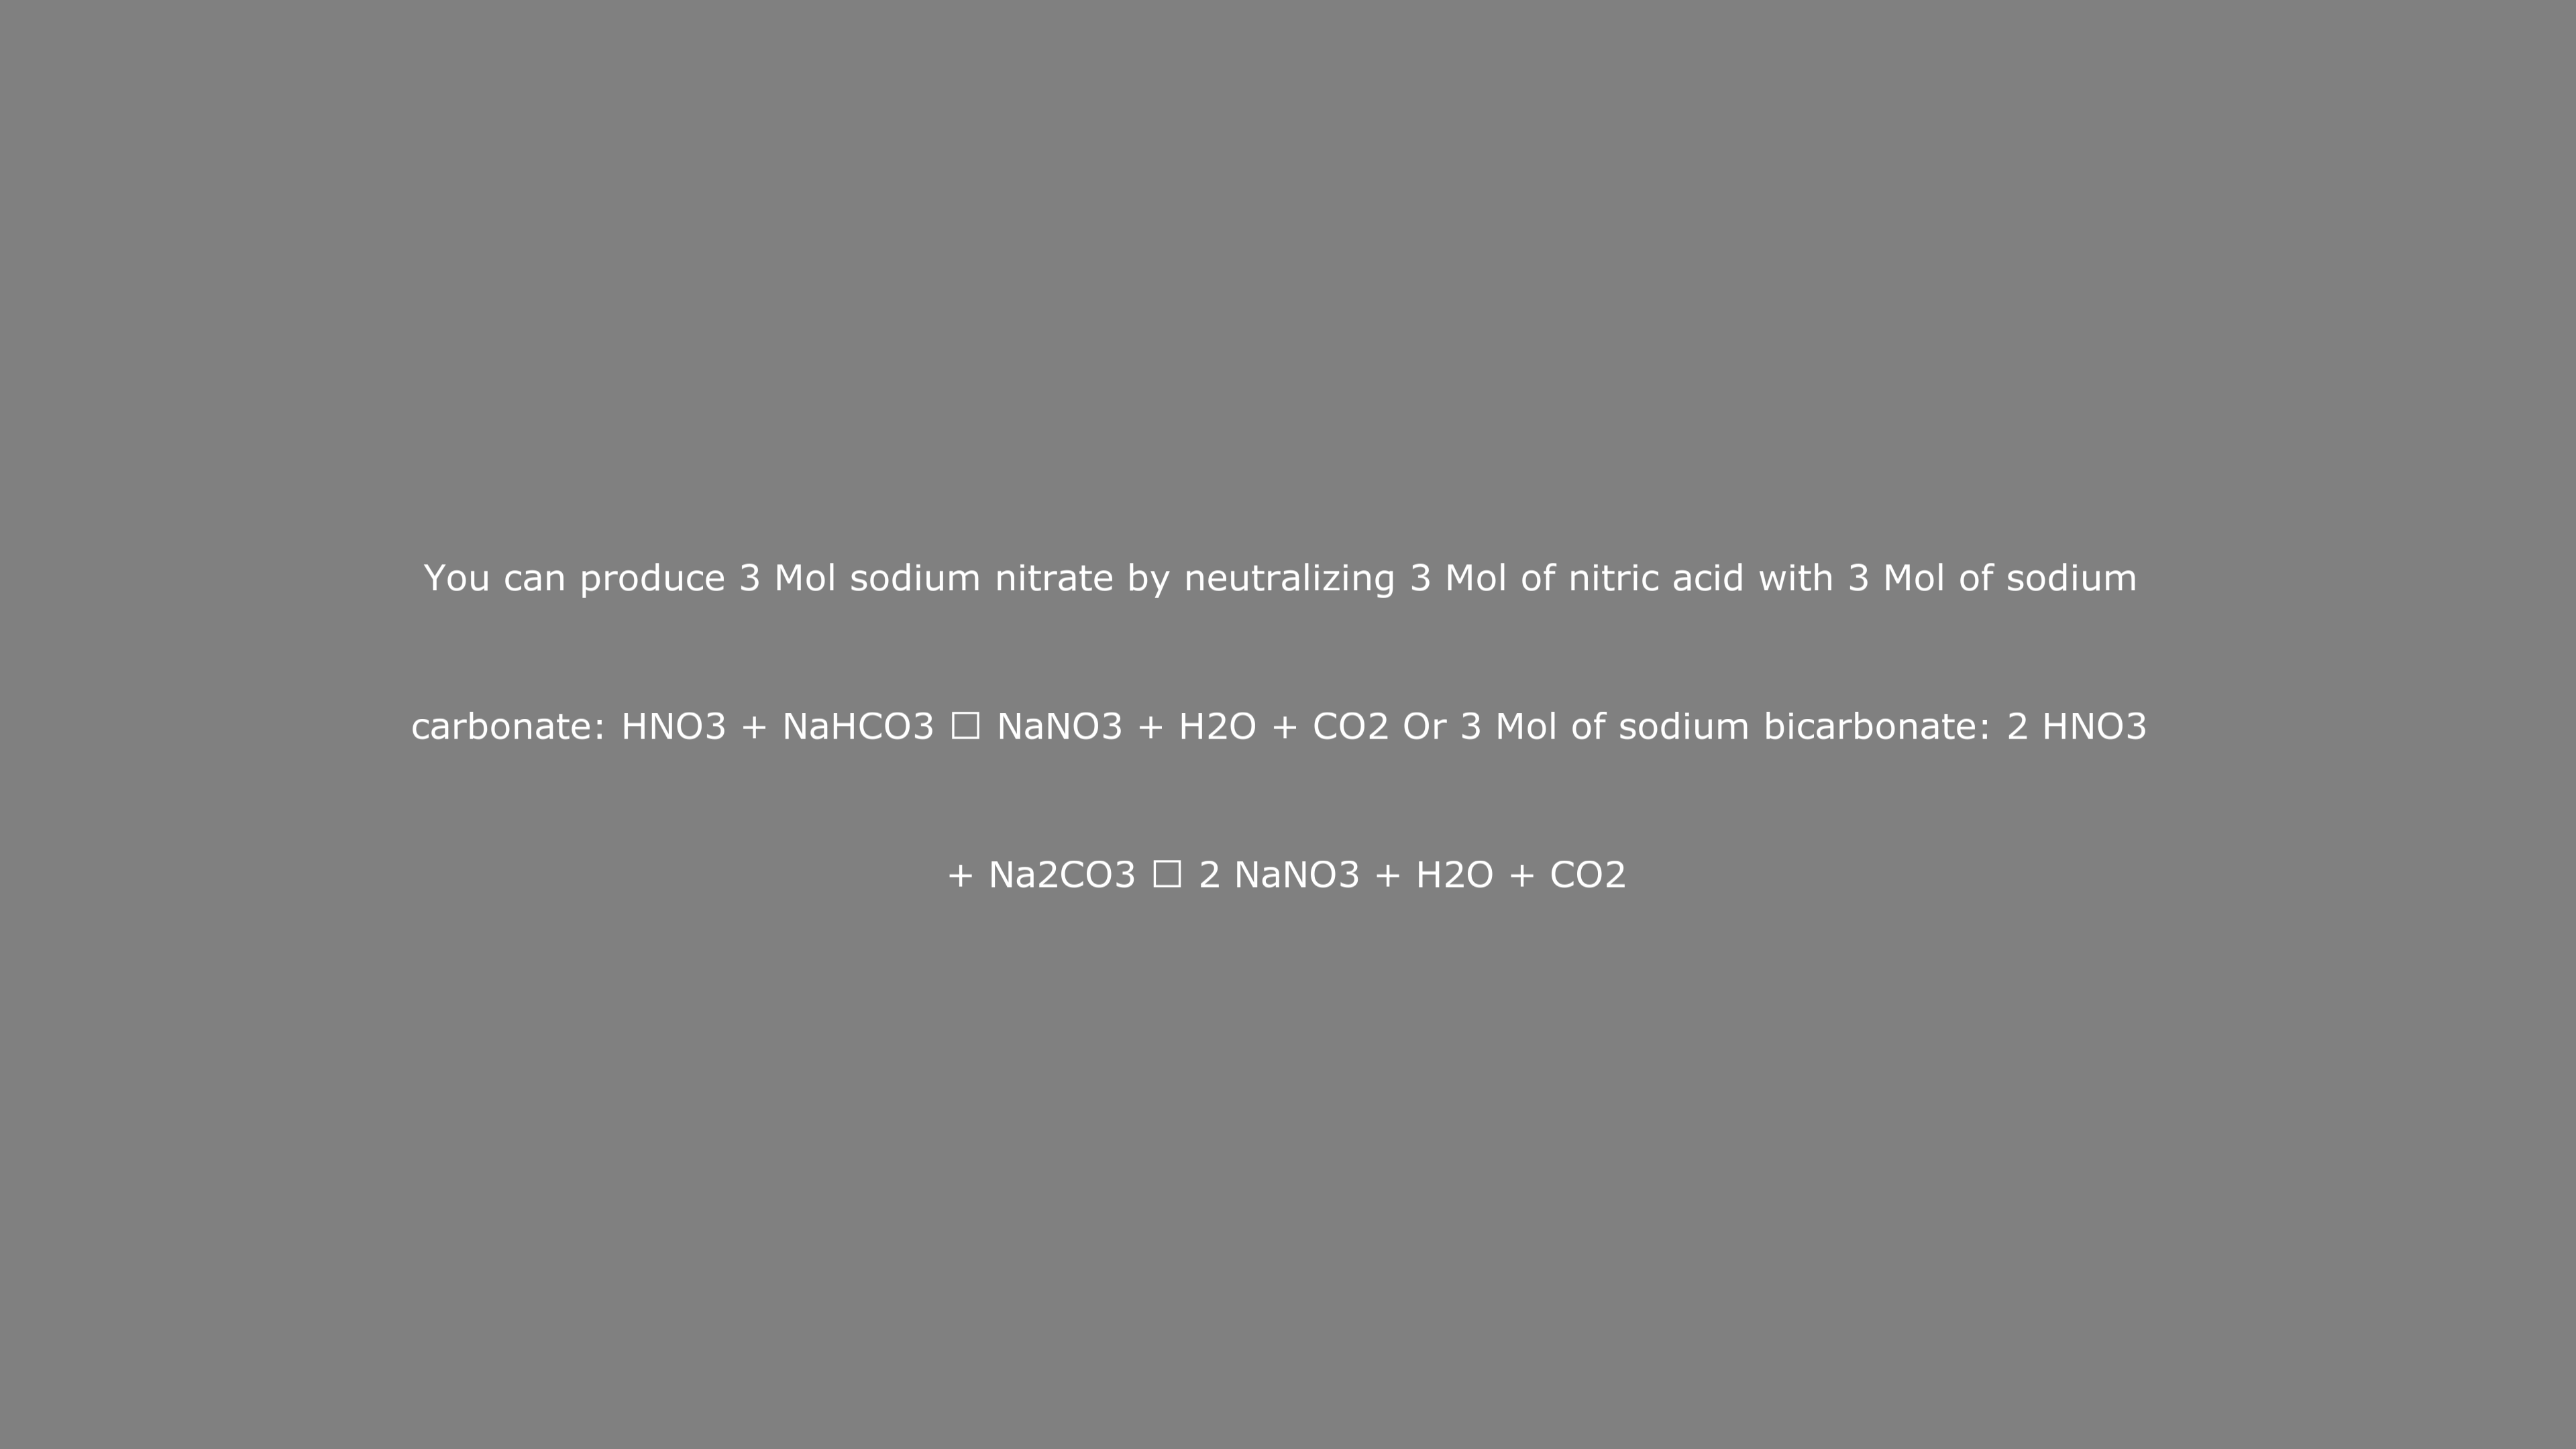 You can produce 3 Mol sodium nitrate by neutralizing 3 Mol of nitric acid with 3 Mol of sodium
carbonate: HNO3 + NaHCO3 □ NaNO3 + H2O + CO2 Or 3 Mol of sodium bicarbonate: 2 HNO3
+ Na2CO3 □ 2 NaNO3 + H2O + CO2